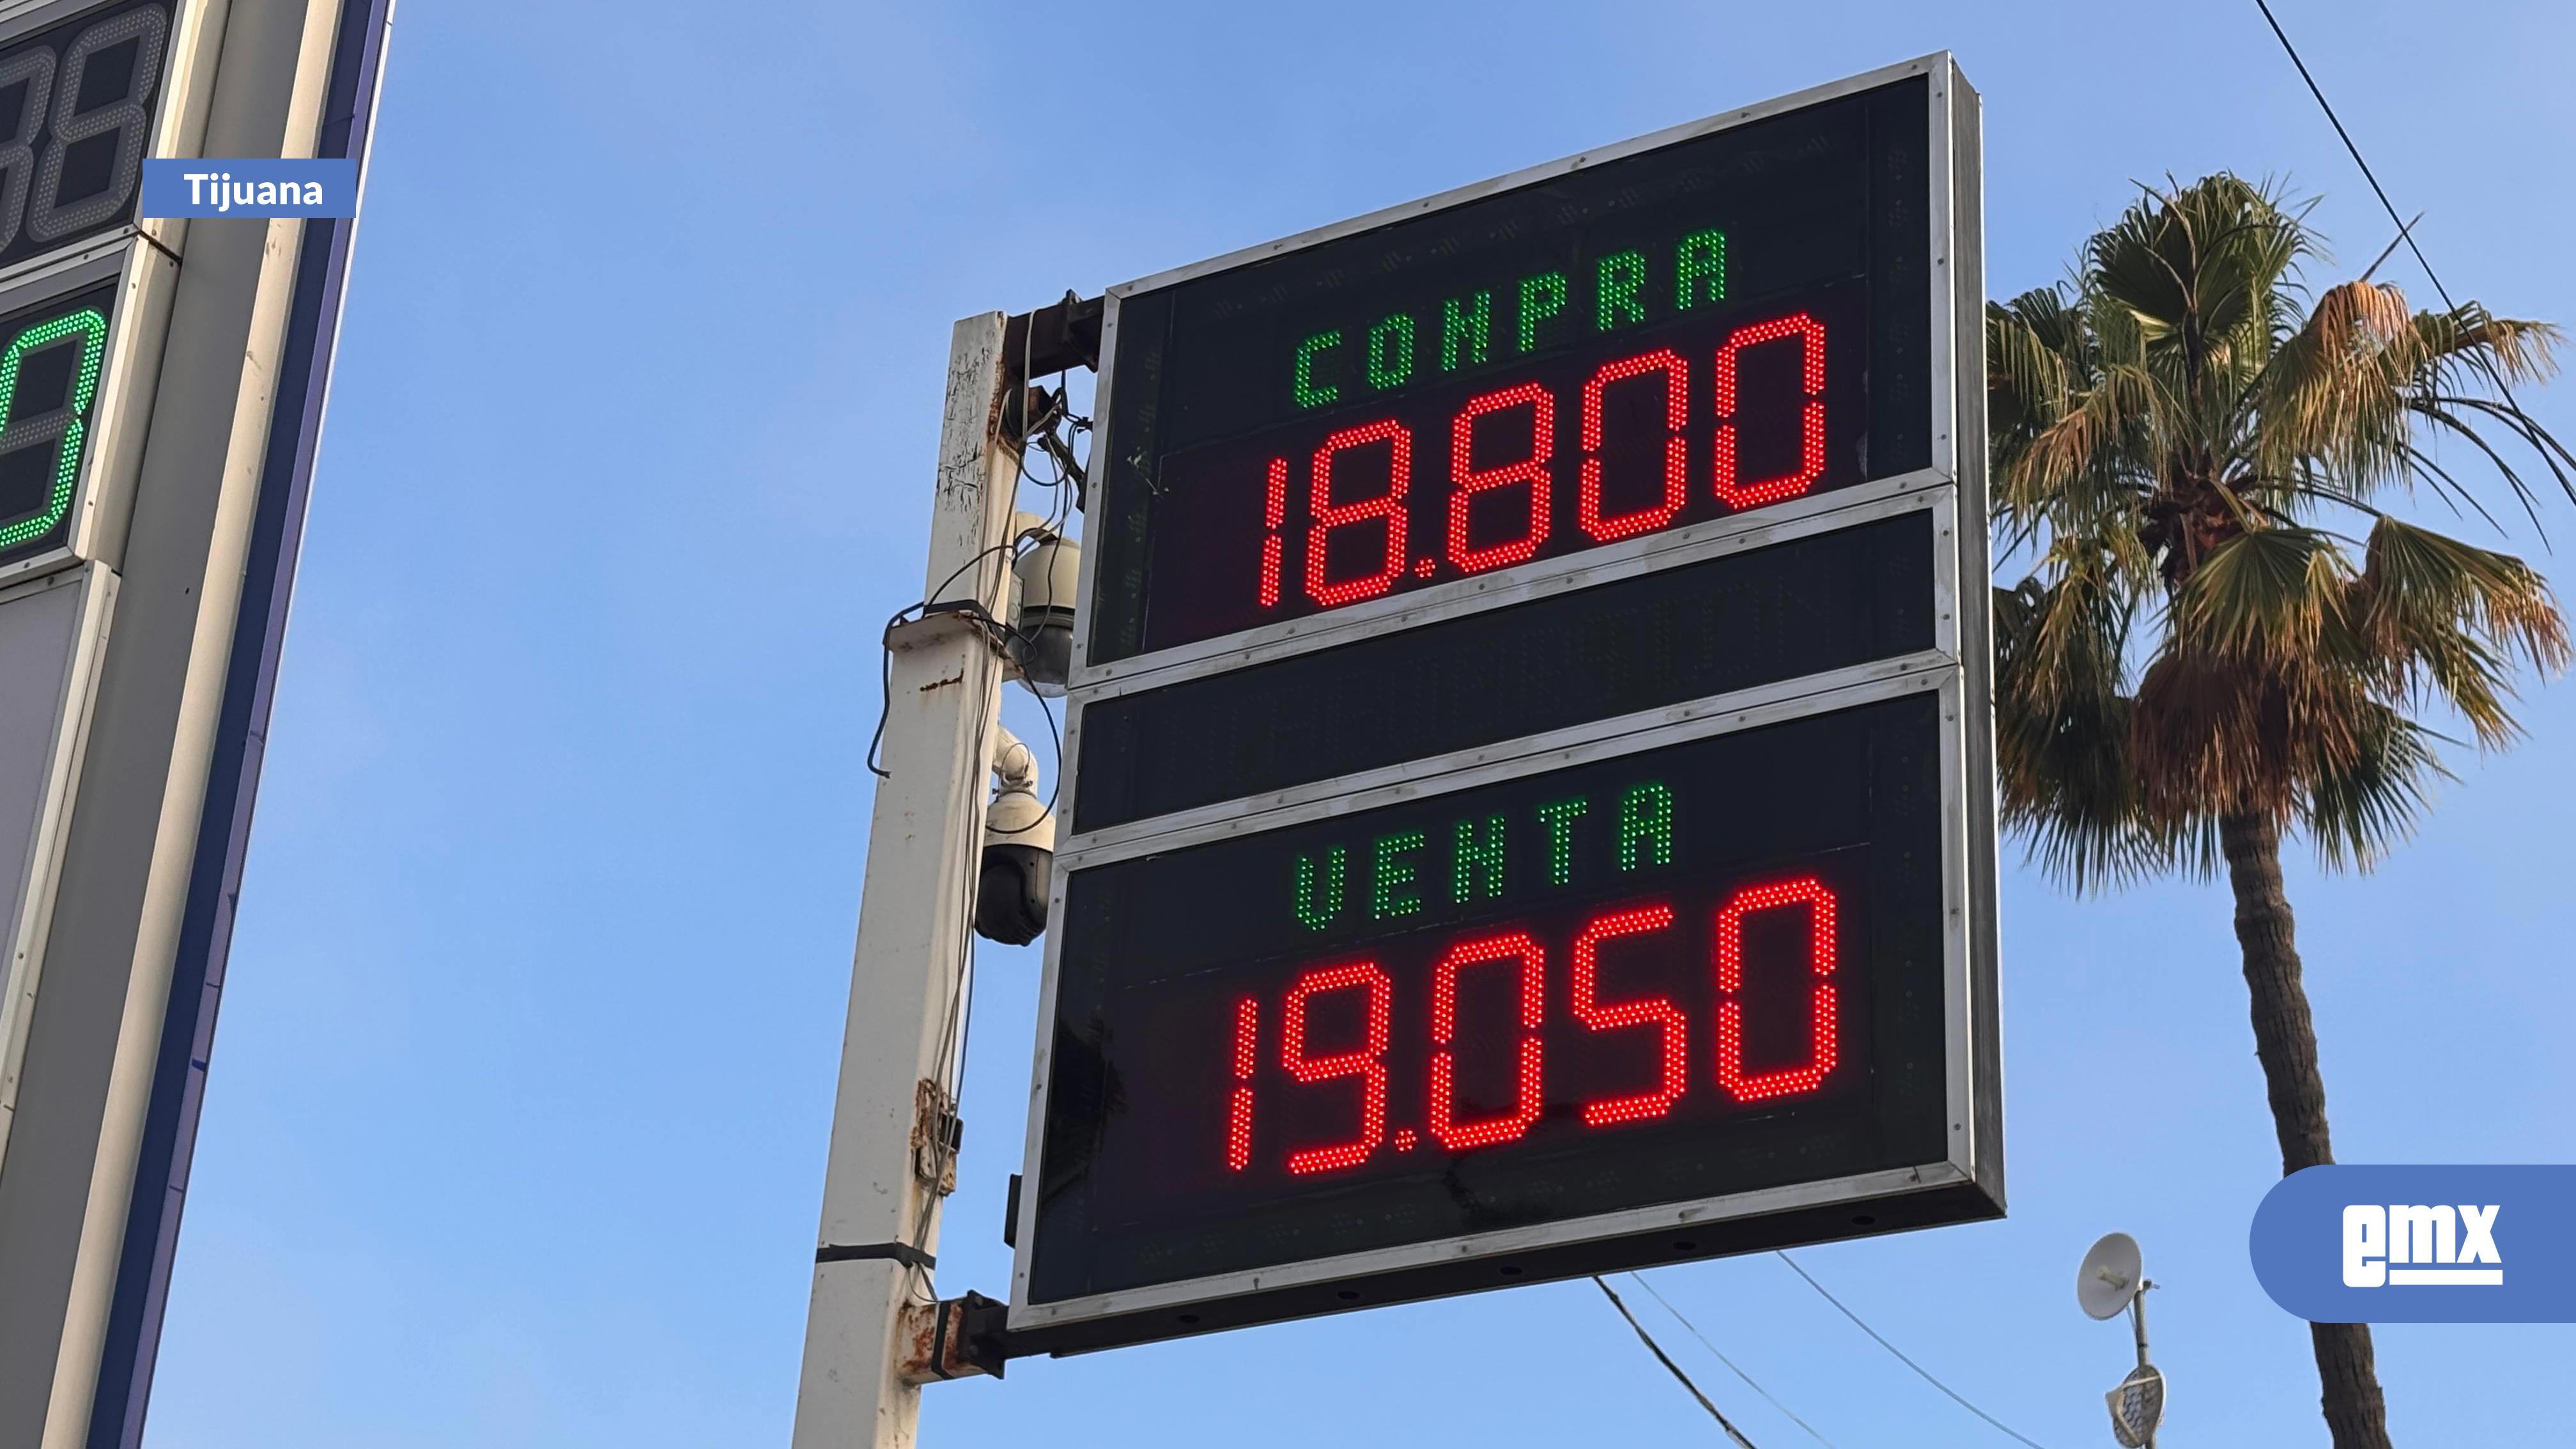 Tijuana
COMPRA
18.800
VENTA
19.050
emx